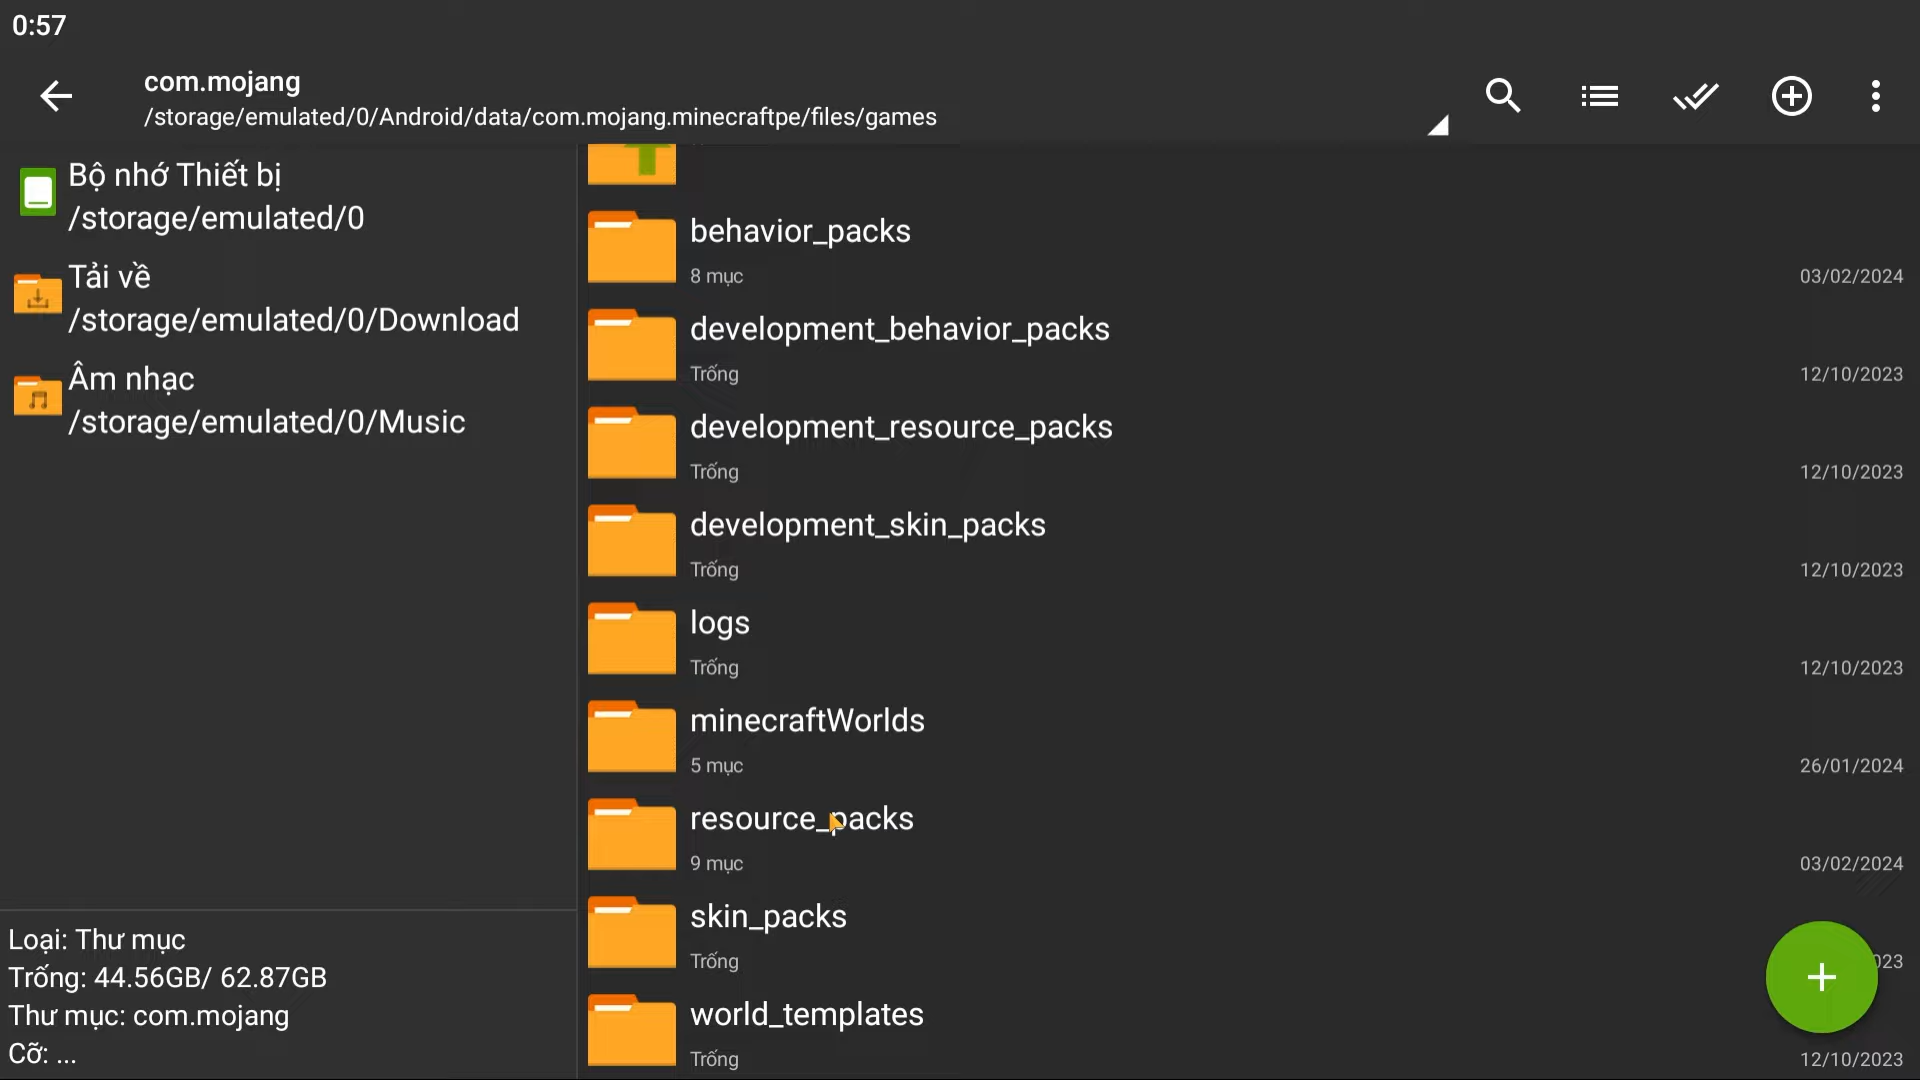 0:57
com.mojang
/storage/emulated/0/Android/data/com.mojang.minecraftpe/files/games
Bộ nhớ Thiết bị
/storage/emulated/0
Tải về
/storage/emulated/0/Download
Âm nhạc
/storage/emulated/0/Music
behavior_packs
8 mục
03/02/2024
development_behavior_packs
Trống
12/10/2023
development_resource_packs
Trống
12/10/2023
development_skin_packs
Trống
12/10/2023
logs
Trống
12/10/2023
minecraftWorlds
5 mục
26/01/2024
resource_packs
9 mục
03/02/2024
skin_packs
Trống
023
world_templates
Trống
12/10/2023
Loại: Thư mục
Trống: 44.56GB/ 62.87GB
Thư mục: com.mojang
Cỡ: ...